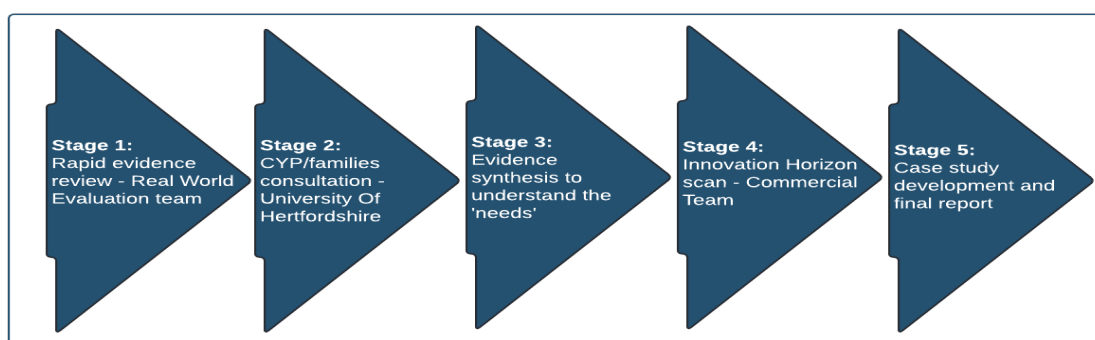 Stage 1:
Rapid evidence
review - Real World
Evaluation team
Stage 2:
CYP/families
consultation -
University Of
Hertfordshire
Stage 3:
Evidence
synthesis to
understand the
'needs'
Stage 4:
Innovation Horizon
scan - Commercial
Team
Stage 5:
Case study
development and
final report